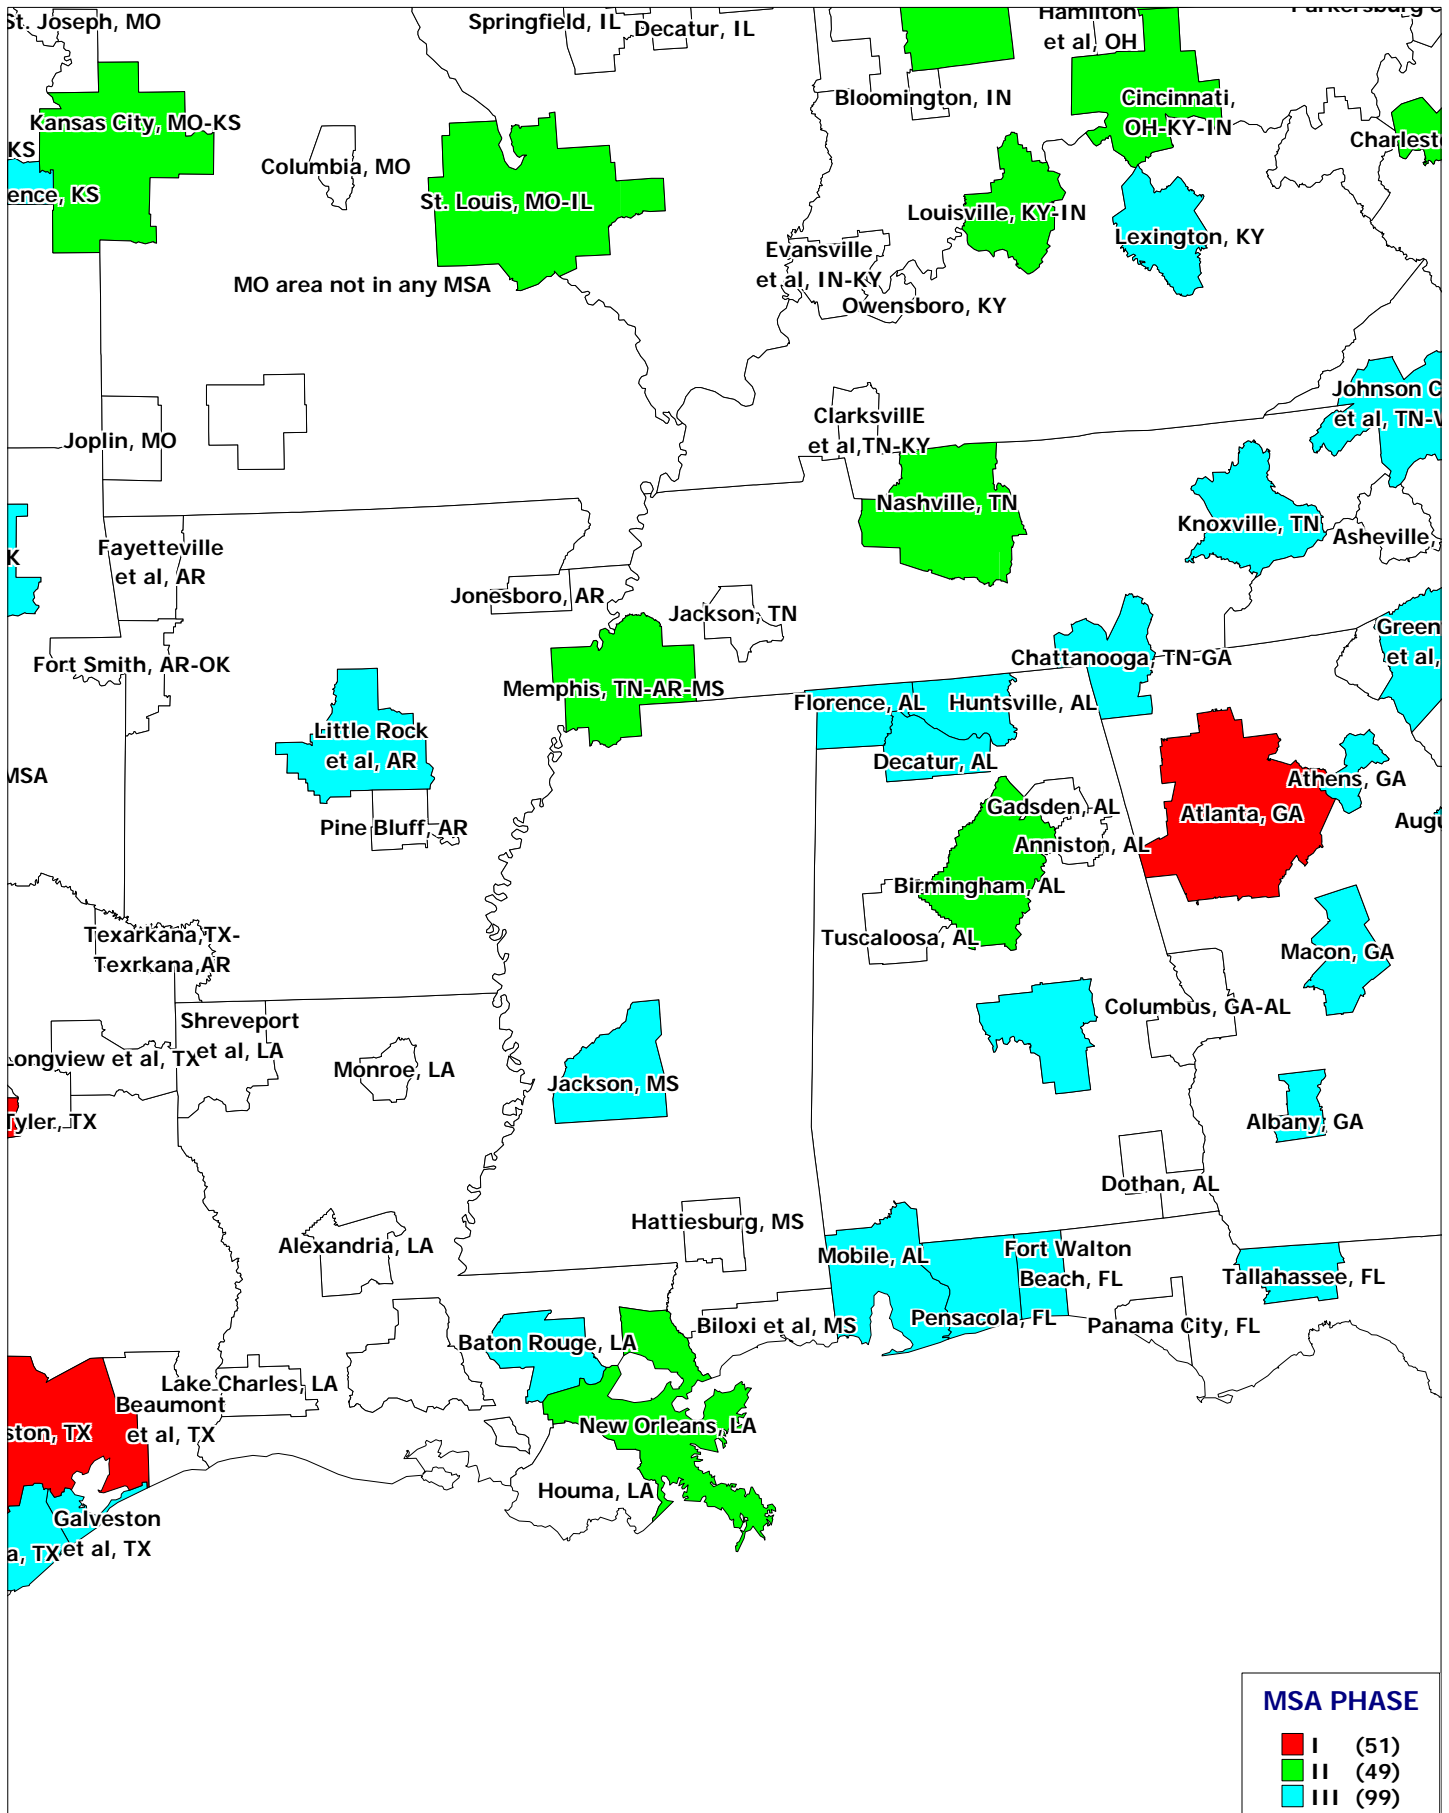 St. Joseph, MO
Springfield, IL
Decatur, IL
Hamilton
et al, OH
Bloomington, IN
Kansas City, MO-KS
Cincinnati,
OH-KY-IN
KS
Columbia, MO
Charlest
ence, KS
St. Louis, MO-IL
Louisville, KY-IN
Lexington, KY
Evansville
et al, IN-KY
MO area not in any MSA
Owensboro, KY
Johnson C
et al, TN-V
ClarksvillE
et al,TN-KY
Joplin, MO
Nashville, TN
Knoxville, TN
Asheville,
K
Fayetteville
et al, AR
Jonesboro, AR
Jackson, TN
Green
et al,
Fort Smith, AR-OK
Chattanooga, TN-GA
Memphis, TN-AR-MS
Florence, AL
Huntsville, AL
Little Rock
et al, AR
Decatur, AL
MSA
Athens, GA
Gadsden, AL
Atlanta, GA
Augu
Pine Bluff, AR
Anniston, AL
Birmingham, AL
Texarkana,TX-
Texrkana,AR
Tuscaloosa, AL
Macon, GA
Columbus, GA-AL
Shreveport
et al, LA
Longview et al, TX
Monroe, LA
Jackson, MS
Tyler, TX
Albany, GA
Dothan, AL
Hattiesburg, MS
Alexandria, LA
Mobile, AL
Fort Walton
Beach, FL
Tallahassee, FL
Pensacola, FL
Biloxi et al, MS
Panama City, FL
Baton Rouge, LA
Lake Charles, LA
Beaumont
et al, TX
ston, TX
New Orleans, LA
Houma, LA
Galveston
et al, TX
a, TX
MSA PHASE
I (51)
II (49)
III (99)